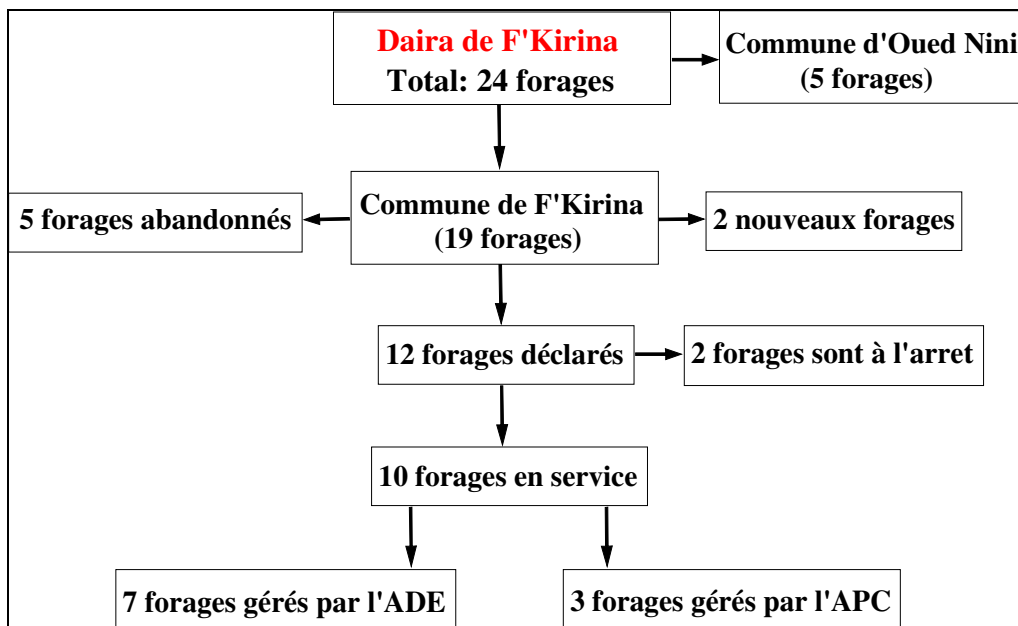 Daira de F'Kirina
Total: 24 forages
Commune d'Oued Nini
(5 forages)
5 forages abandonnés
Commune de F'Kirina
(19 forages)
2 nouveaux forages
12 forages déclarés
2 forages sont à l'arret
10 forages en service
7 forages gérés par l'ADE
3 forages gérés par l'APC